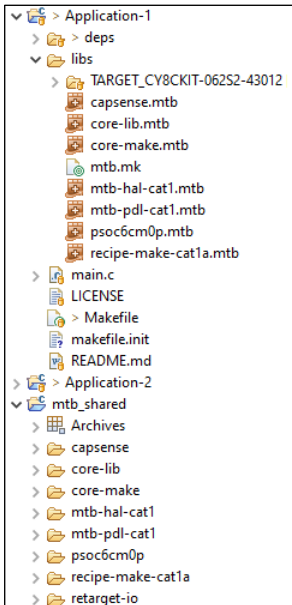 > Application-1
> deps
libs
TARGET_CY8CKIT-062S2-43012
capsense.mtb
core-lib.mtb
core-make.mtb
mtb.mk
mtb-hal-cat1.mtb
mtb-pdl-cat1.mtb
psoc6cm0p.mtb
recipe-make-cat1a.mtb
main.c
LICENSE
> Makefile
makefile.init
README.md
> Application-2
mtb_shared
Archives
capsense
core-lib
core-make
mtb-hal-cat1
mtb-pdl-cat1
psoc6cm0p
recipe-make-cat1a
retarget-io